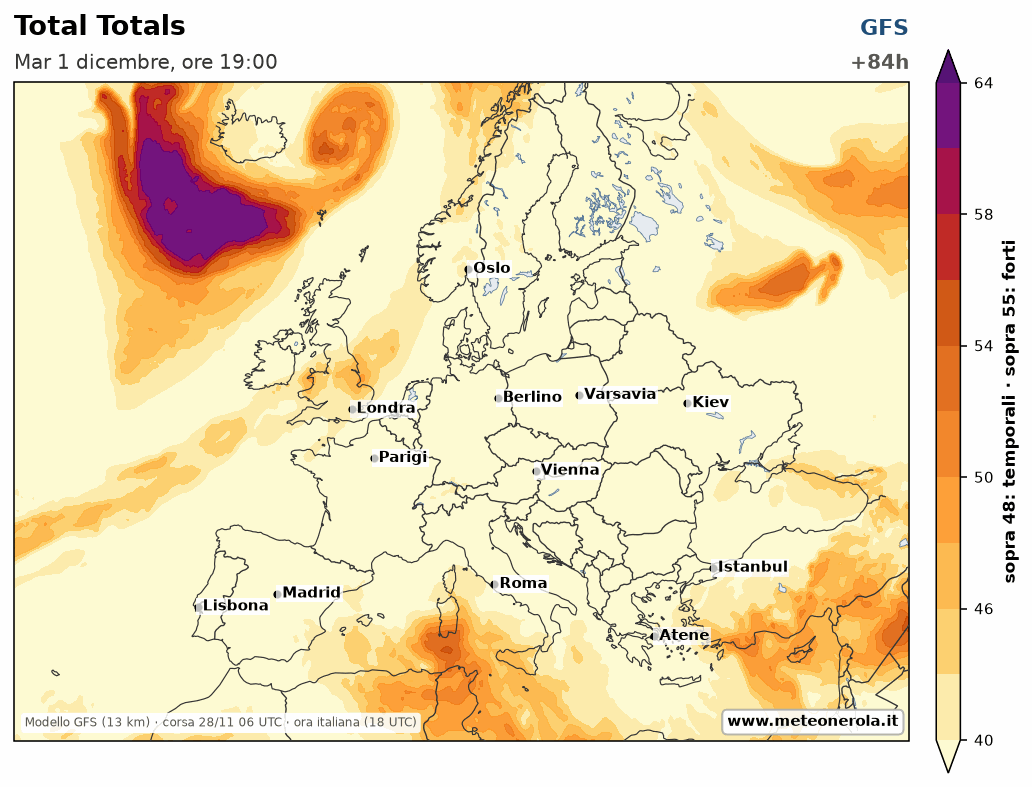 Total Totals
GFS
Mar 1 dicembre, ore 19:00
+84h
64
58
54
50
46
40
sopra 48: temporali · sopra 55: forti
Oslo
Berlino
Varsavia
Kiev
Londra
Parigi
Vienna
Istanbul
Roma
Madrid
Lisbona
Atene
Modello GFS (13 km) · corsa 28/11 06 UTC · ora italiana (18 UTC)
www.meteonerola.it